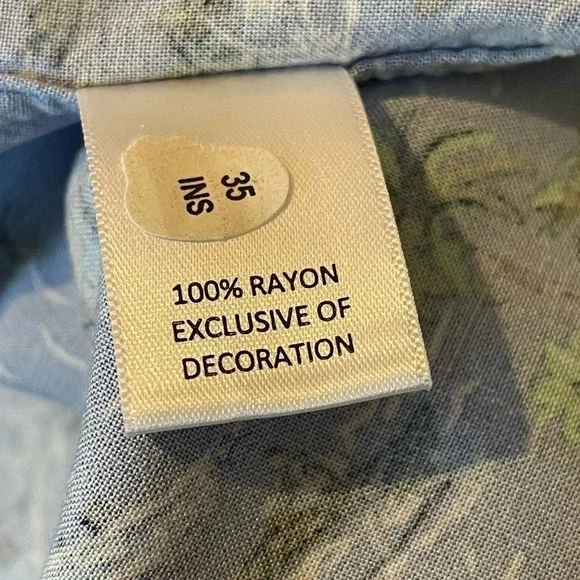 35
INS
100% RAYON
EXCLUSIVE OF
DECORATION